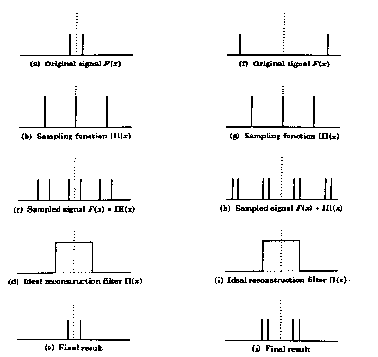 (a) Original signal F(x)
(b) Sampling function III(x)
(c) Sampled signal F(x) * III(x)
(d) Ideal reconstruction filter Π(x)
(e) Final result
(f) Original signal F(x)
(g) Sampling function III(x)
(h) Sampled signal F(x) * III(x)
(i) Ideal reconstruction filter Π(x)
(j) Final result